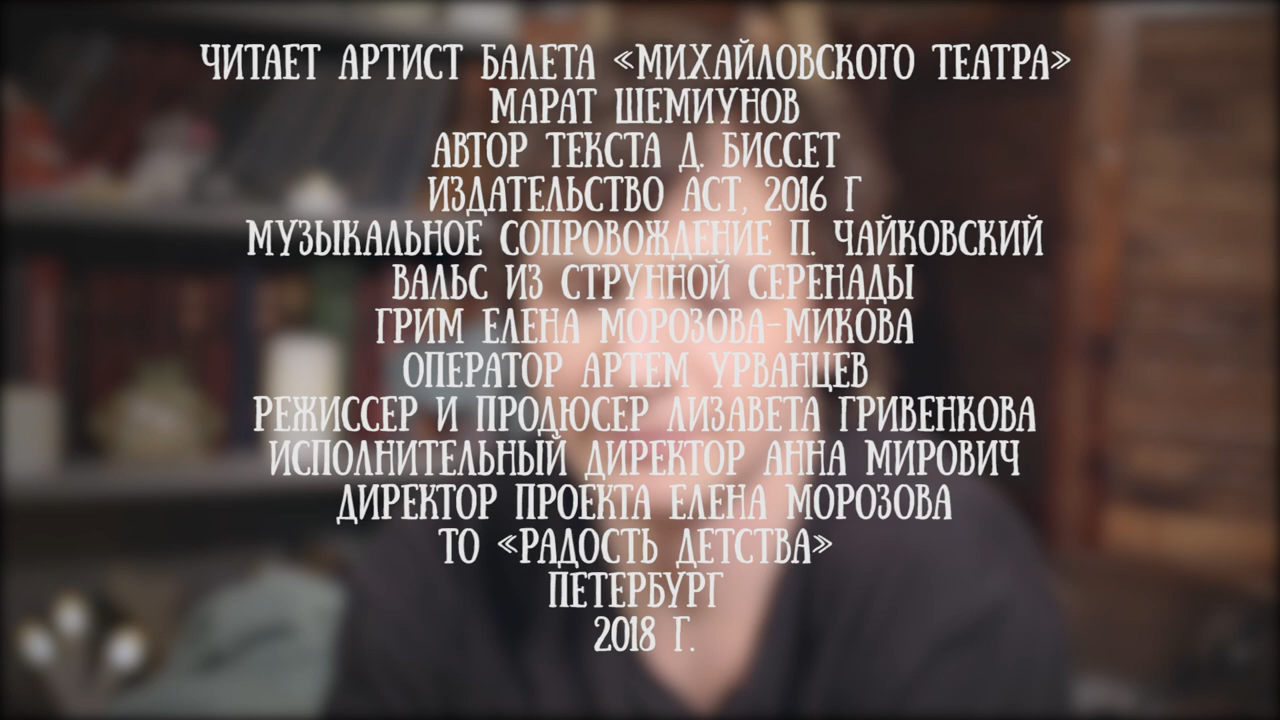 ЧИТАЕТ АРТИСТ БАЛЕТА «МИХАЙЛОВСКОГО ТЕАТРА»
МАРАТ ШЕМИУНОВ
АВТОР ТЕКСТА Д. БИССЕТ
ИЗДАТЕЛЬСТВО АСТ, 2016 Г
МУЗЫКАЛЬНОЕ СОПРОВОЖДЕНИЕ П. ЧАЙКОВСКИЙ
ВАЛЬС ИЗ СТРУННОЙ СЕРЕНАДЫ
ГРИМ ЕЛЕНА МОРОЗОВА-МИКОВА
ОПЕРАТОР АРТЕМ УРВАНЦЕВ
РЕЖИССЕР И ПРОДЮСЕР ЛИЗАВЕТА ГРИВЕНКОВА
ИСПОЛНИТЕЛЬНЫЙ ДИРЕКТОР АННА МИРОВИЧ
ДИРЕКТОР ПРОЕКТА ЕЛЕНА МОРОЗОВА
ТО «РАДОСТЬ ДЕТСТВА»
ПЕТЕРБУРГ
2018 Г.